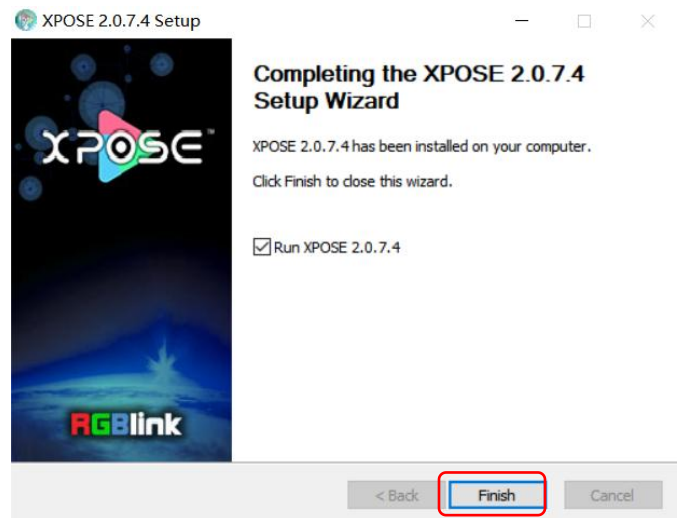 XPOSE 2.0.7.4 Setup
XPOSE™
RGBlink
Completing the XPOSE 2.0.7.4
Setup Wizard
XPOSE 2.0.7.4 has been installed on your computer.
Click Finish to close this wizard.
Run XPOSE 2.0.7.4
< Back
Finish
Cancel